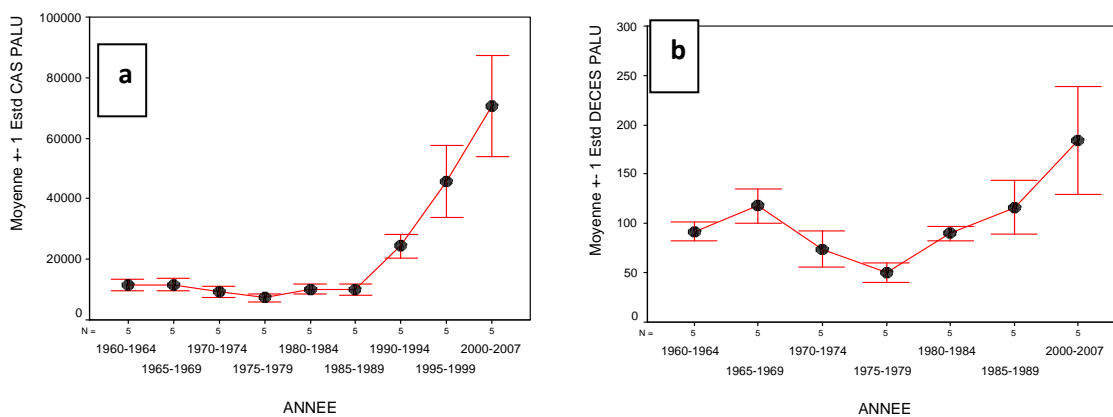 a
Moyenne +- 1 Estd CAS PALU
100000
80000
60000
40000
20000
0
N = 5 5 5 5 5 5 5 5 5
1960-1964 1970-1974 1980-1984 1990-1994 2000-2007
1965-1969 1975-1979 1985-1989 1995-1999
ANNEE
b
Moyenne +- 1 Estd DECES PALU
300
250
200
150
100
50
0
N = 5 5 5 5 5 5 5
1960-1964 1970-1974 1980-1984 2000-2007
1965-1969 1975-1979 1985-1989
ANNEE